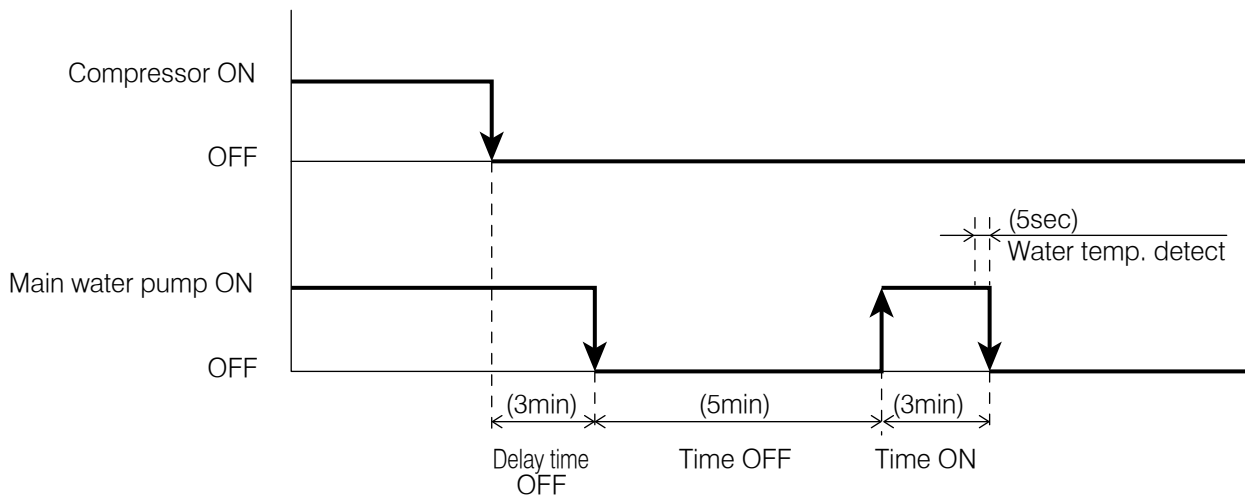 Compressor ON
OFF
(5sec)
Water temp. detect
Main water pump ON
OFF
(3min)
(5min)
(3min)
Delay time
OFF
Time OFF
Time ON